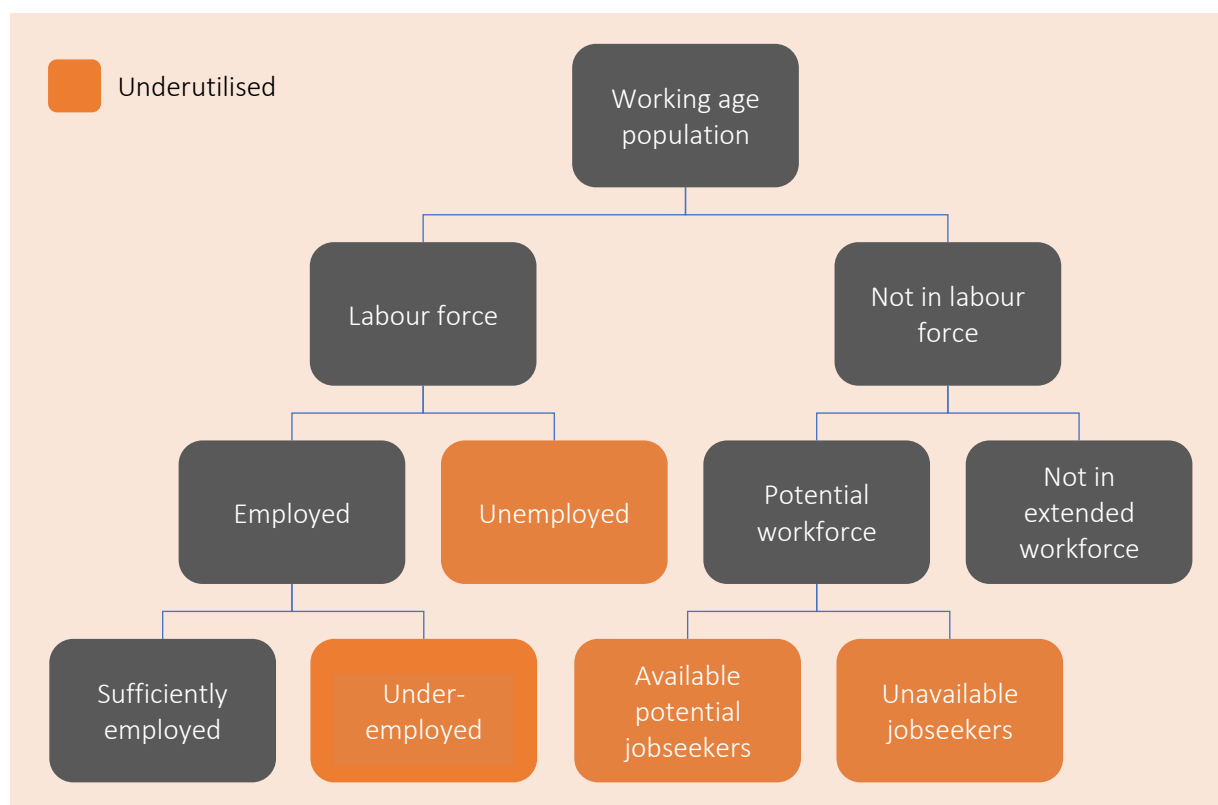 Underutilised
Working age
population
Labour force
Not in labour
force
Employed
Unemployed
Potential
workforce
Not in
extended
workforce
Sufficiently
employed
Under-
employed
Available
potential
jobseekers
Unavailable
jobseekers